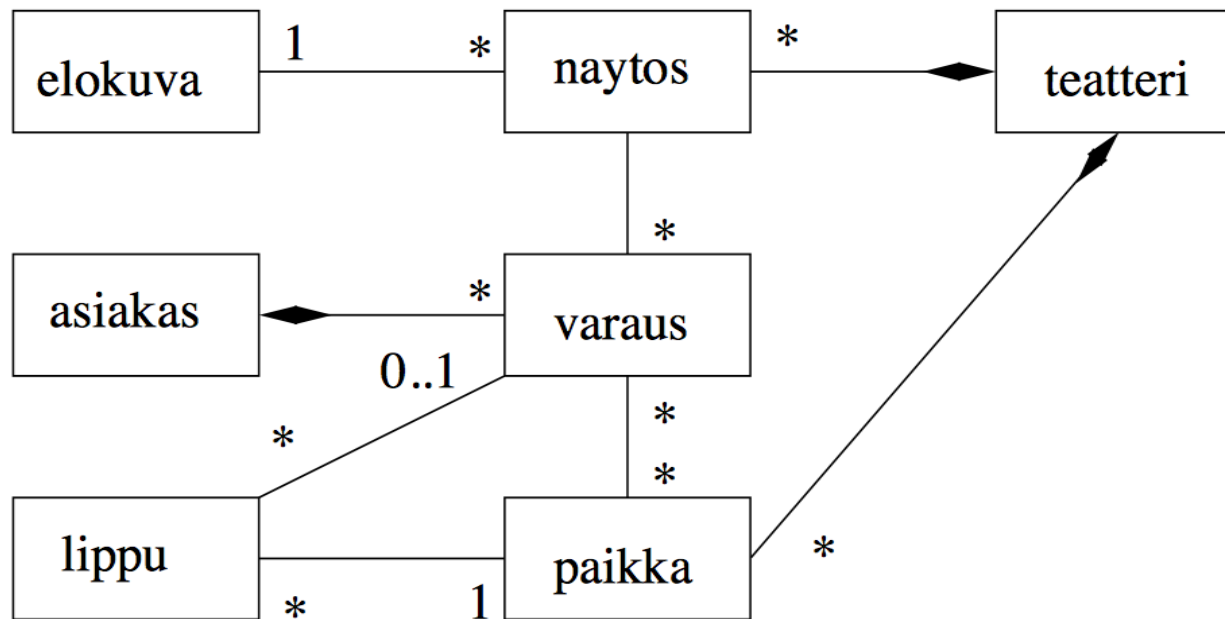 elokuva 1 * naytos * teatteri
*
asiakas * varaus
0..1
* *
*
lippu * 1 paikka *